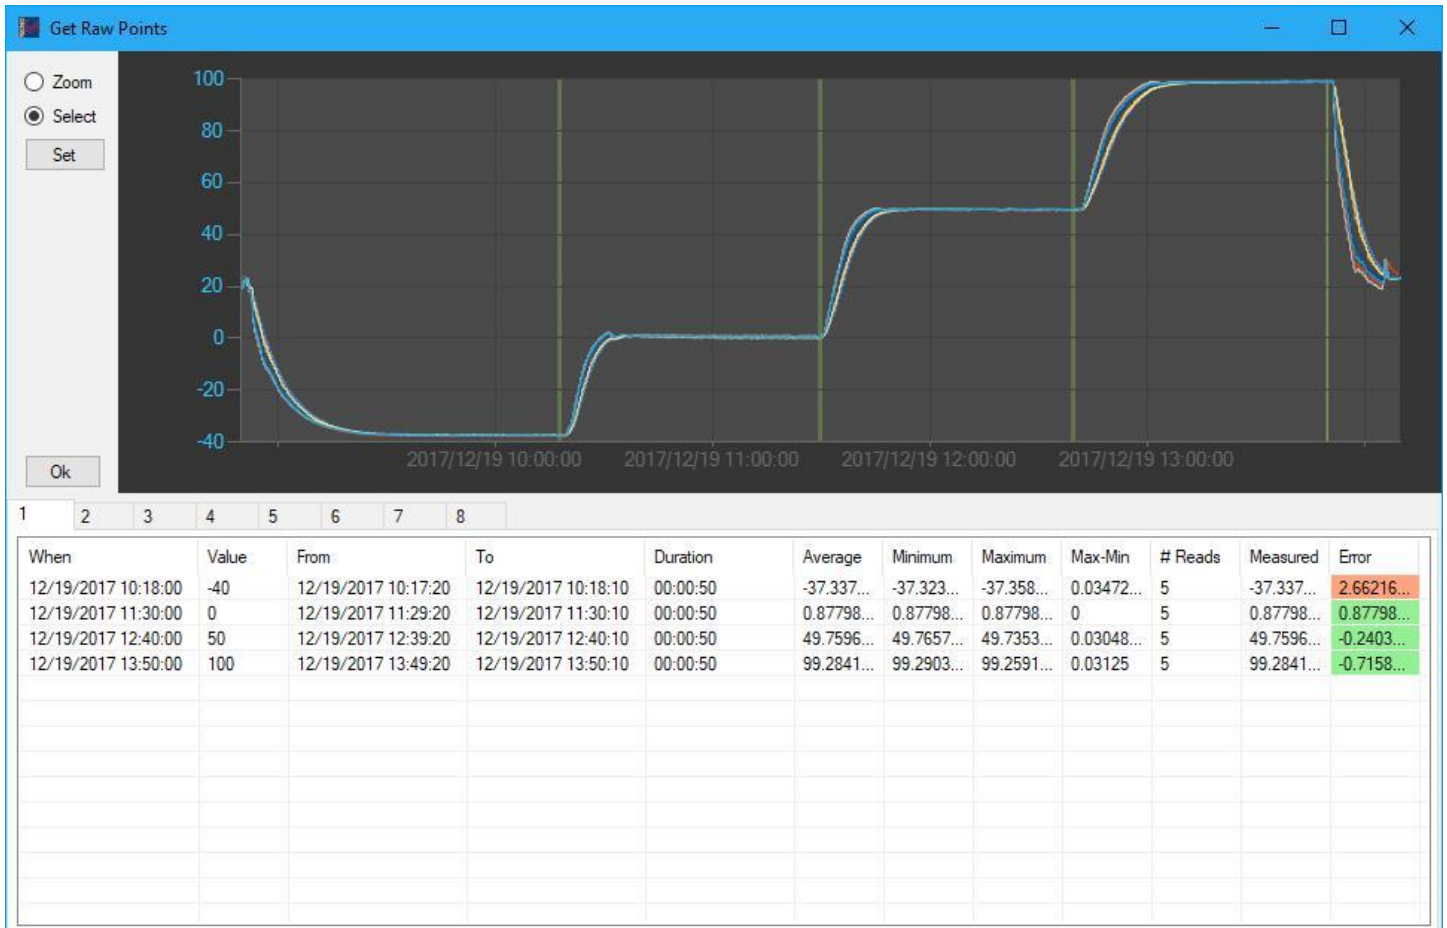 Get Raw Points
Zoom
Select
Set
Ok
100
80
60
40
20
0
-20
-40
2017/12/19 10:00:00 2017/12/19 11:00:00 2017/12/19 12:00:00 2017/12/19 13:00:00
1 2 3 4 5 6 7 8
When Value From To Duration Average Minimum Maximum Max-Min # Reads Measured Error
12/19/2017 10:18:00 -40 12/19/2017 10:17:20 12/19/2017 10:18:10 00:00:50 -37.337... -37.323... -37.358... 0.03472... 5 -37.337... 2.66216...
12/19/2017 11:30:00 0 12/19/2017 11:29:20 12/19/2017 11:30:10 00:00:50 0.87798... 0.87798... 0.87798... 0 5 0.87798... 0.87798...
12/19/2017 12:40:00 50 12/19/2017 12:39:20 12/19/2017 12:40:10 00:00:50 49.7596... 49.7657... 49.7353... 0.03048... 5 49.7596... -0.2403...
12/19/2017 13:50:00 100 12/19/2017 13:49:20 12/19/2017 13:50:10 00:00:50 99.2841... 99.2903... 99.2591... 0.03125 5 99.2841... -0.7158...